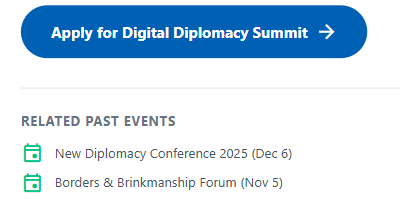 Apply for Digital Diplomacy Summit →
RELATED PAST EVENTS
New Diplomacy Conference 2025 (Dec 6)
Borders & Brinkmanship Forum (Nov 5)